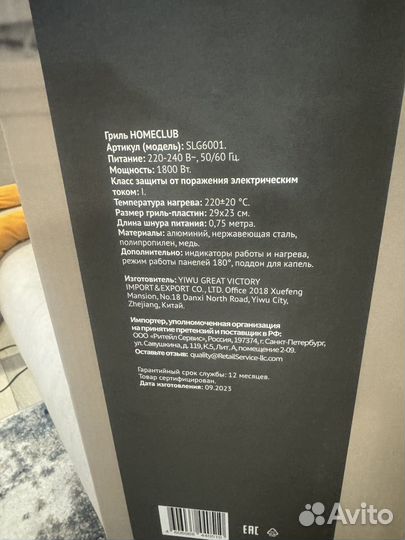 Гриль HOMECLUB
Артикул (модель): SLG6001.
Питание: 220-240 В~, 50/60 Гц.
Мощность: 1800 Вт.
Класс защиты от поражения электрическим
током: I.
Температура нагрева: 220±20 °С.
Размер гриль-пластин: 29х23 см.
Длина шнура питания: 0,75 метра.
Материалы: алюминий, нержавеющая сталь,
полипропилен, медь.
Дополнительно: индикаторы работы и нагрева,
режим работы панелей 180°, поддон для капель.
Изготовитель: YIWU GREAT VICTORY
IMPORT&EXPORT CO., LTD. Office 2018 Xuefeng
Mansion, No.18 Danxi North Road, Yiwu City,
Zhejiang, Китай.
Импортер, уполномоченная организация
на принятие претензий и поставщик в РФ:
ООО «Ритейл Сервис», Россия, 197374, г. Санкт-Петербург,
ул. Савушкина, д. 119, К.5, Лит. А, помещение 2-09.
Оставьте отзыв: quality@RetailService-llc.com
Гарантийный срок службы: 12 месяцев.
Товар сертифицирован.
Дата изготовления: 09.2023
EAC
Avito